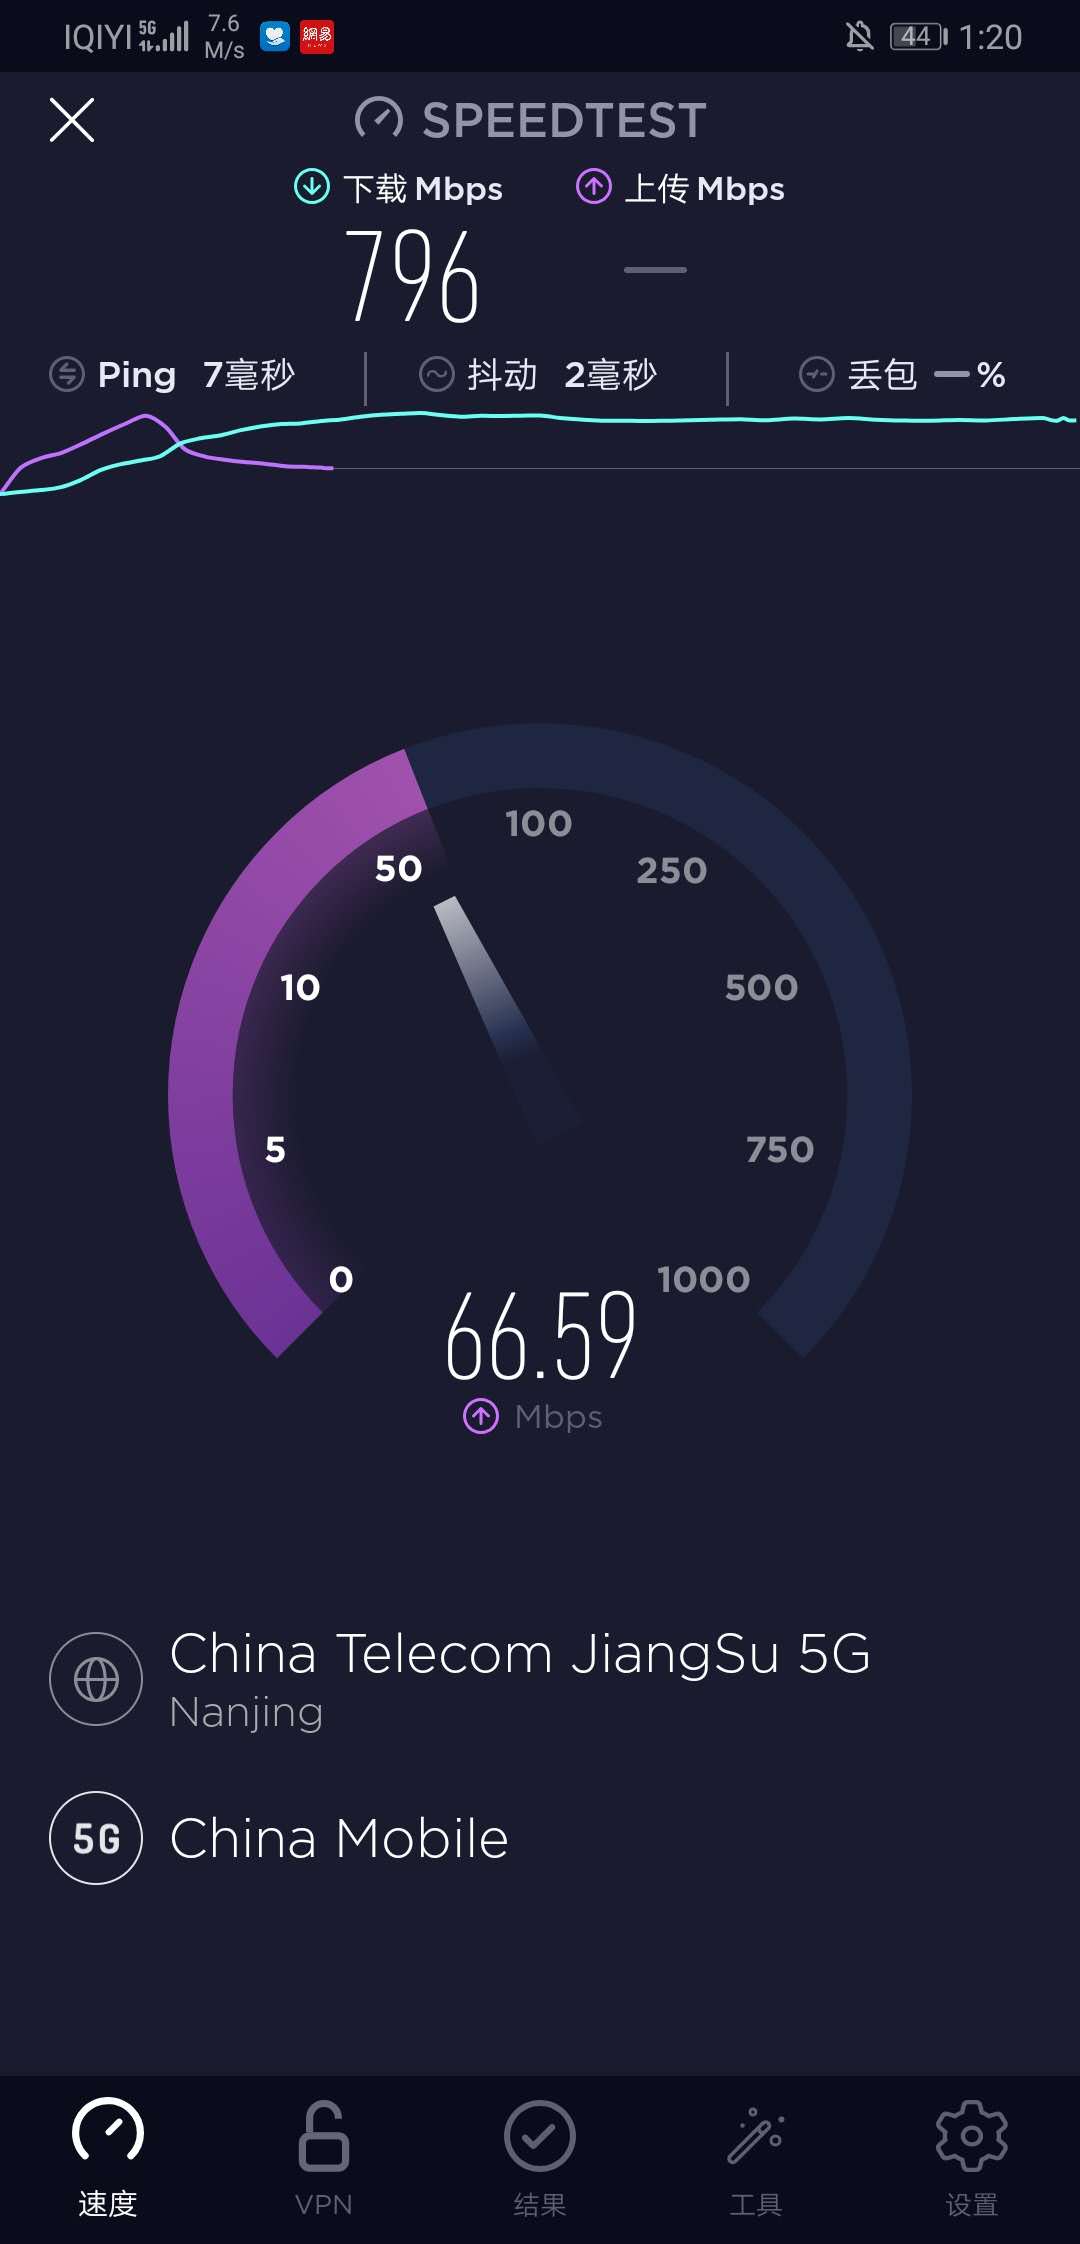 IQIYI 5G 7.6 M/s 網易 44 1:20
SPEEDTEST
下载 Mbps 上传 Mbps
796 —
Ping 7毫秒 抖动 2毫秒 丢包 —%
100
50 250
10 500
5 750
0 1000
66.59
Mbps
China Telecom JiangSu 5G
Nanjing
5G China Mobile
速度 VPN 结果 工具 设置